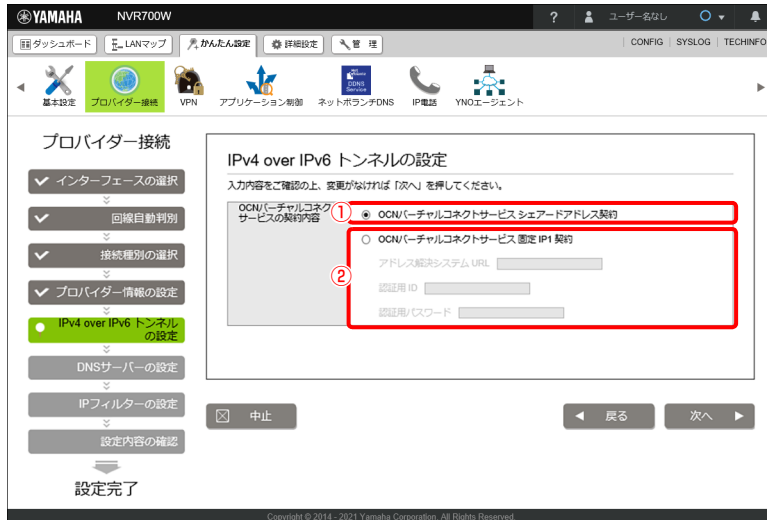 YAMAHA NVR700W ? ユーザー名なし
ダッシュボード LANマップ かんたん設定 詳細設定 管 理 CONFIG SYSLOG TECHINFO
基本設定 プロバイダー接続 VPN アプリケーション制御 ネットボランチDNS IP電話 YNOエージェント
プロバイダー接続
インターフェースの選択
回線自動判別
接続種別の選択
プロバイダー情報の設定
IPv4 over IPv6 トンネル
の設定
DNSサーバーの設定
IPフィルターの設定
設定内容の確認
設定完了
IPv4 over IPv6 トンネルの設定
入力内容をご確認の上、変更がなければ「次へ」を押してください。
OCNバーチャルコネクト
サービスの契約内容
① OCNバーチャルコネクトサービス シェアードアドレス契約
② OCNバーチャルコネクトサービス 固定 IP1 契約
アドレス解決システム URL
認証用 ID
認証用パスワード
中止 戻る 次へ
Copyright © 2014 - 2021 Yamaha Corporation. All Rights Reserved.